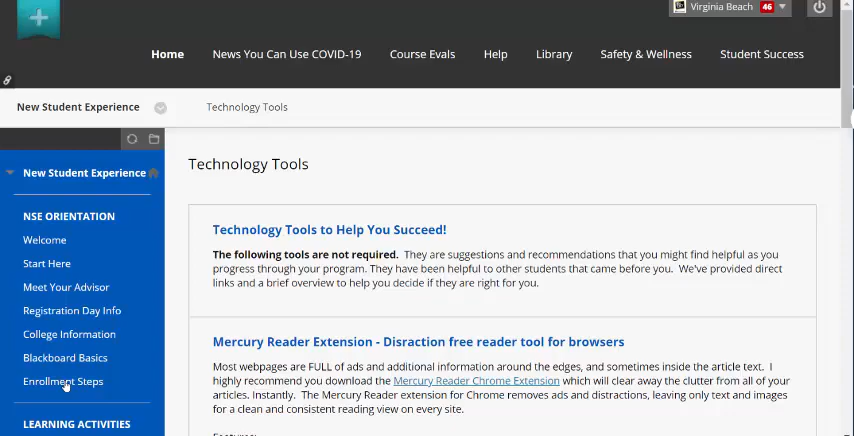 Virginia Beach 46
Home News You Can Use COVID-19 Course Evals Help Library Safety & Wellness Student Success
New Student Experience Technology Tools
New Student Experience
NSE ORIENTATION
Welcome
Start Here
Meet Your Advisor
Registration Day Info
College Information
Blackboard Basics
Enrollment Steps
LEARNING ACTIVITIES
Technology Tools
Technology Tools to Help You Succeed!
The following tools are not required. They are suggestions and recommendations that you might find helpful as you
progress through your program. They have been helpful to other students that came before you. We've provided direct
links and a brief overview to help you decide if they are right for you.
Mercury Reader Extension - Disraction free reader tool for browsers
Most webpages are FULL of ads and additional information around the edges, and sometimes inside the article text. I
highly recommend you download the Mercury Reader Chrome Extension which will clear away the clutter from all of your
articles. Instantly. The Mercury Reader extension for Chrome removes ads and distractions, leaving only text and images
for a clean and consistent reading view on every site.